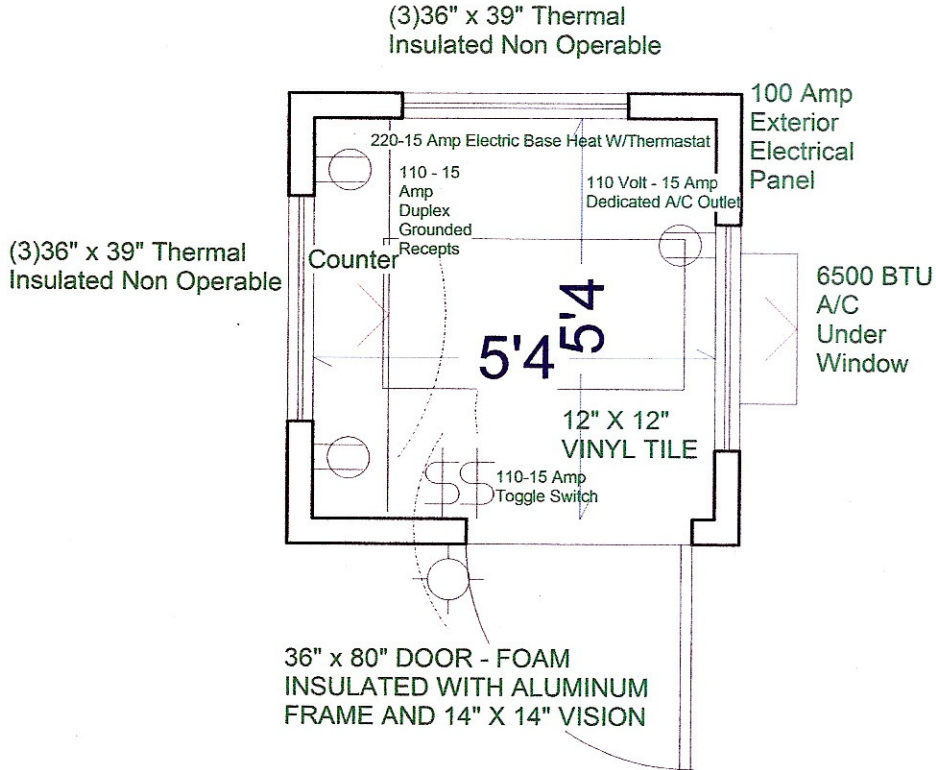 (3)36" x 39" Thermal
Insulated Non Operable
100 Amp
Exterior
Electrical
Panel
220-15 Amp Electric Base Heat W/Thermastat
110 - 15
Amp
Duplex
Grounded
Recepts
110 Volt - 15 Amp
Dedicated A/C Outlet
(3)36" x 39" Thermal
Insulated Non Operable
Counter
6500 BTU
A/C
Under
Window
5'4
5'4
12" X 12"
VINYL TILE
SS
110-15 Amp
Toggle Switch
36" x 80" DOOR - FOAM
INSULATED WITH ALUMINUM
FRAME AND 14" X 14" VISION